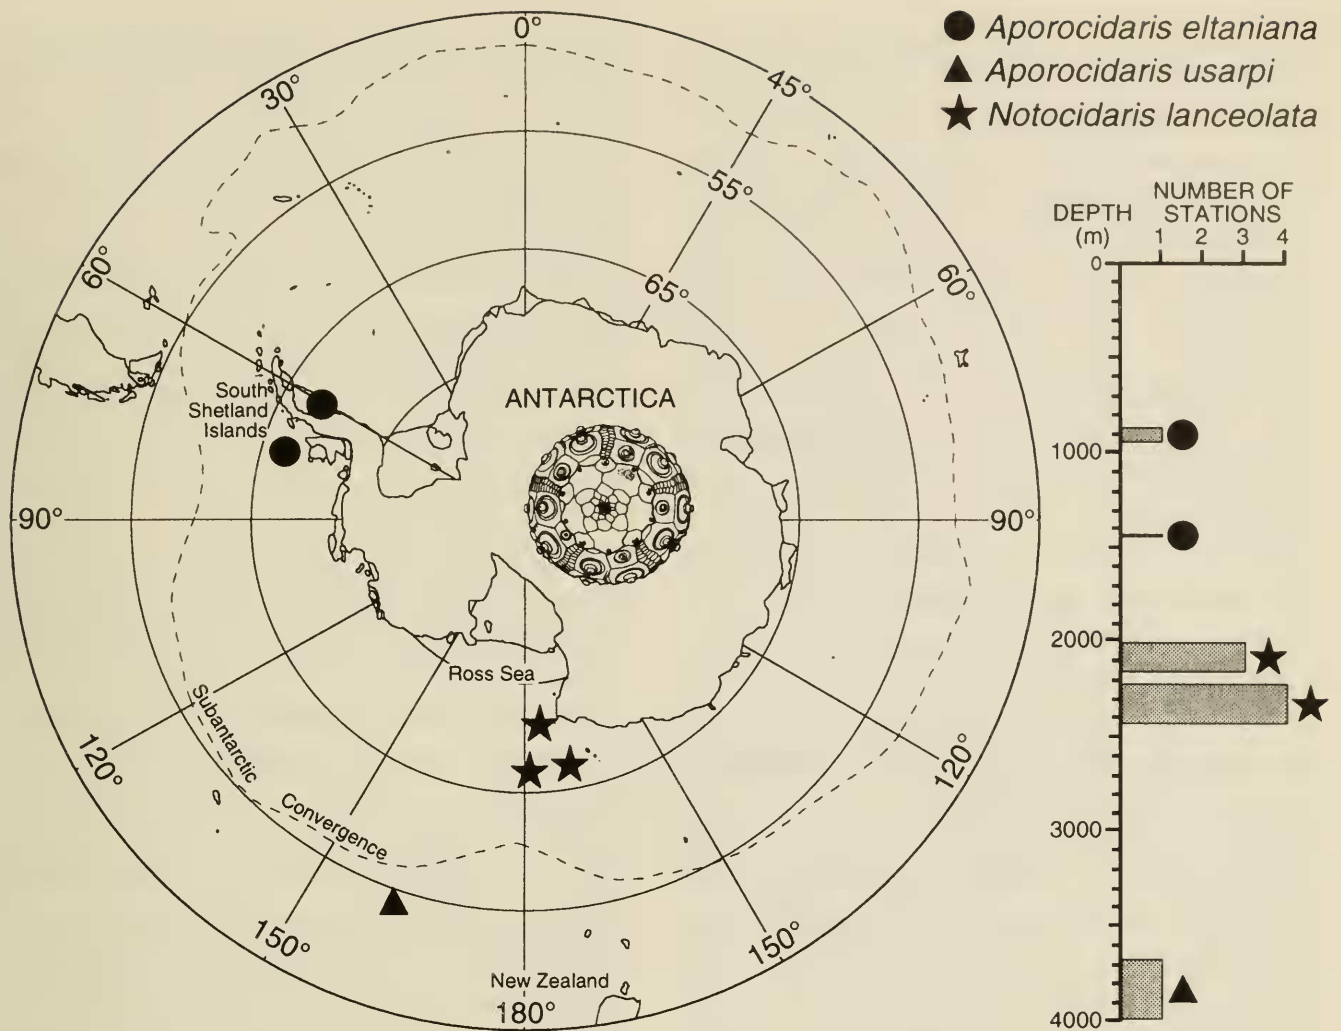 Aporocidaris eltaniana
Aporocidaris usarpi
Notocidaris lanceolata
0°
30°
45°
55°
60°
60°
65°
South
Shetland
Islands
ANTARCTICA
90°
90°
Ross Sea
Subantarctic
Convergence
120°
120°
150°
150°
New Zealand
180°
DEPTH
(m)
NUMBER OF
STATIONS
1 2 3 4
0
1000
2000
3000
4000